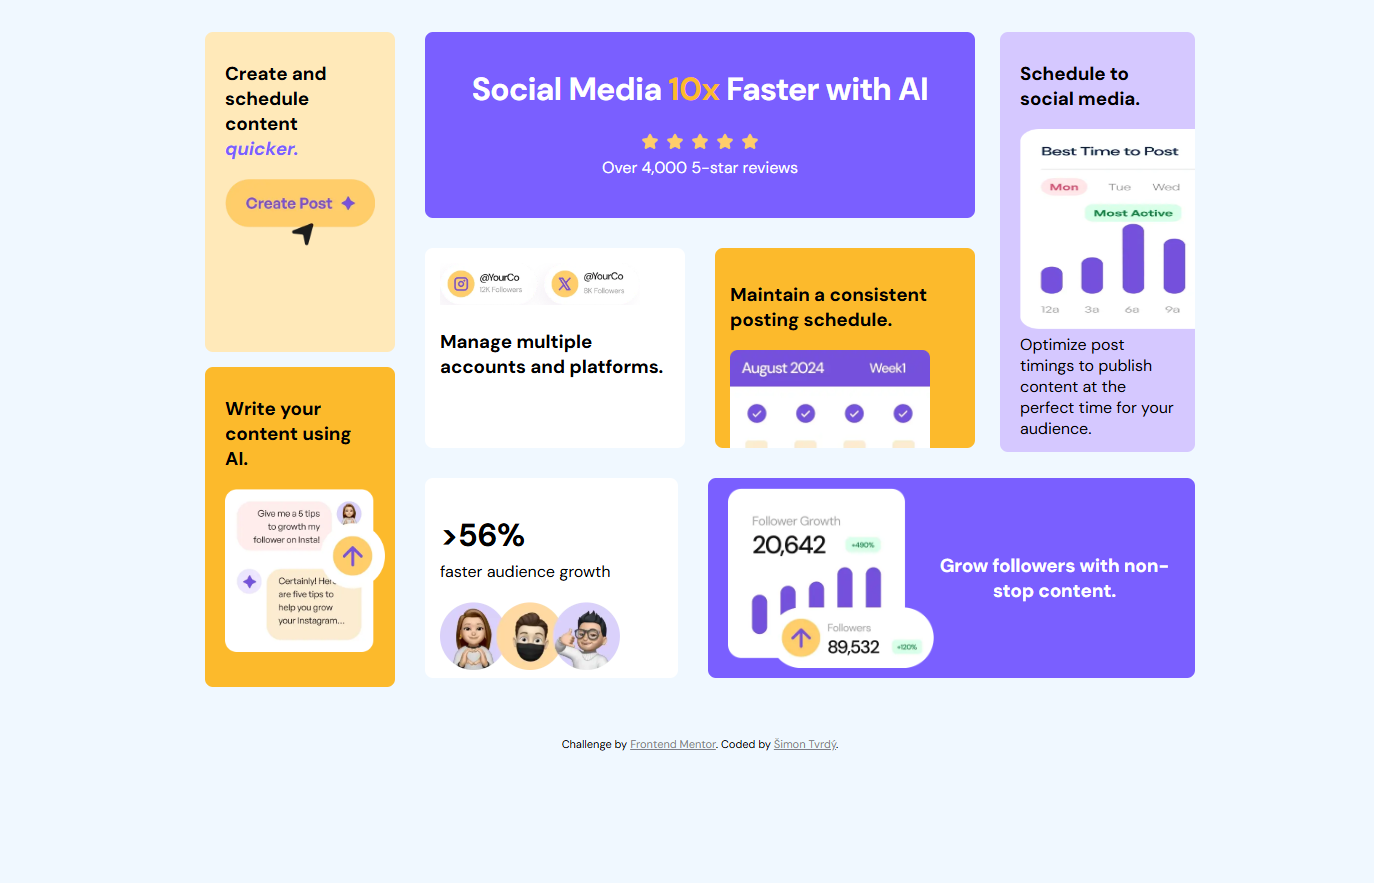 Create and
schedule
content
quicker.
Create Post
Write your
content using
AI.
Give me a 5 tips
to growth my
follower on Insta!
Certainly! Here
are five tips to
help you grow
your Instagram...
Social Media 10x Faster with AI
Over 4,000 5-star reviews
@YourCo
12K Followers
@YourCo
8K Followers
Manage multiple
accounts and platforms.
Maintain a consistent
posting schedule.
August 2024 Week1
>56%
faster audience growth
Follower Growth
20,642 +490%
Followers
89,532 +120%
Grow followers with non-
stop content.
Schedule to
social media.
Best Time to Post
Mon Tue Wed
Most Active
12a 3a 6a 9a
Optimize post
timings to publish
content at the
perfect time for your
audience.
Challenge by Frontend Mentor. Coded by Šimon Tvrdý.